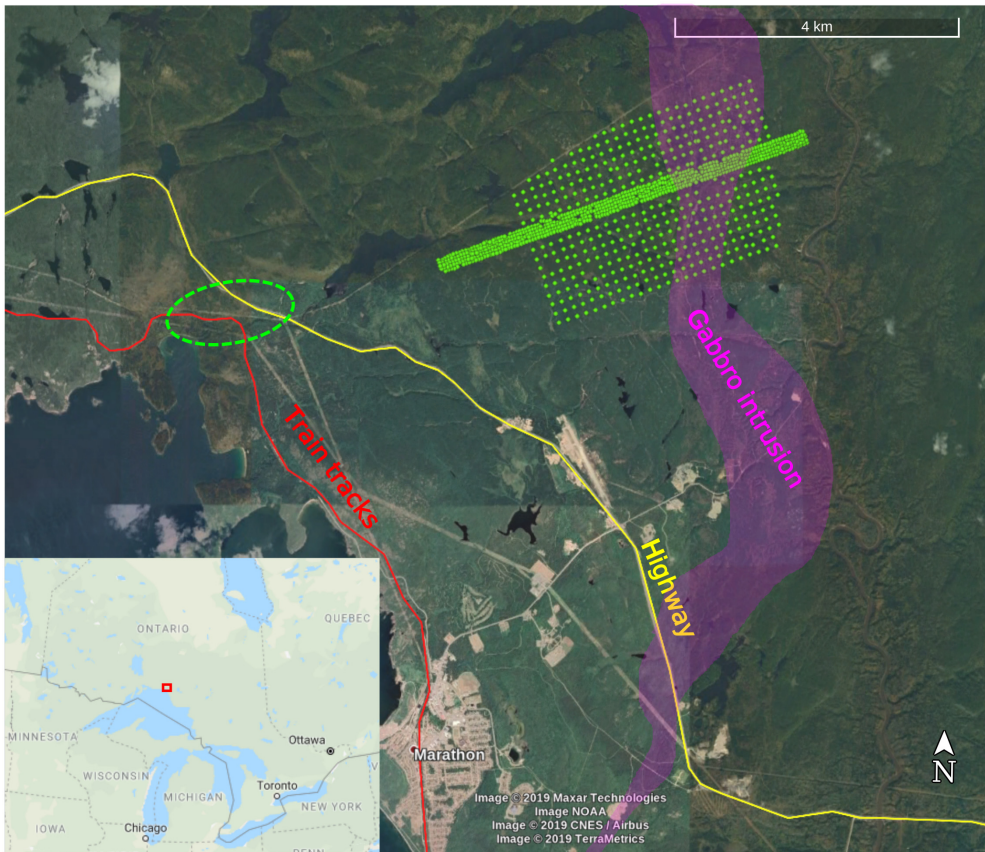 4 km
Gabbro intrusion
Train tracks
Highway
ONTARIO
QUEBEC
MINNESOTA
Ottawa
WISCONSIN
Toronto
MICHIGAN
NEW YORK
IOWA
Chicago
Marathon
N
Image © 2019 Maxar Technologies
Image NOAA
Image © 2019 CNES / Airbus
Image © 2019 TerraMetrics